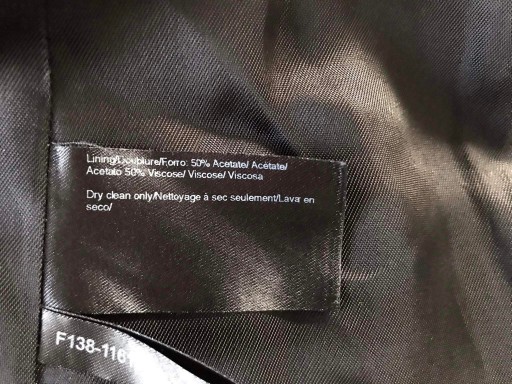 Lining/Doublure/Forro: 50% Acetate/ Acétate/
Acetato 50% Viscose/ Viscose/ Viscosa
Dry clean only/Nettoyage à sec seulement/Lavar en
seco/
F138-1161